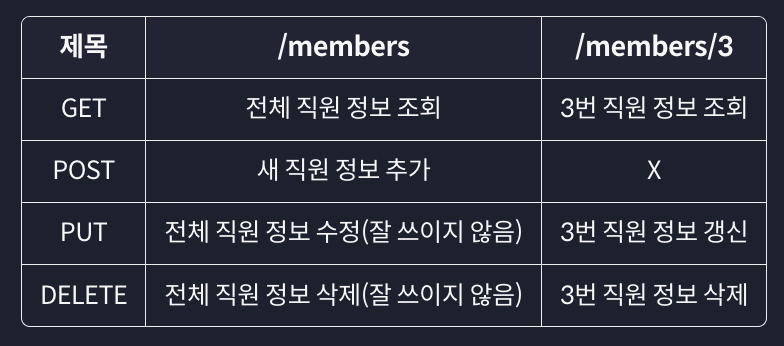 제목 /members /members/3
GET 전체 직원 정보 조회 3번 직원 정보 조회
POST 새 직원 정보 추가 X
PUT 전체 직원 정보 수정(잘 쓰이지 않음) 3번 직원 정보 갱신
DELETE 전체 직원 정보 삭제(잘 쓰이지 않음) 3번 직원 정보 삭제